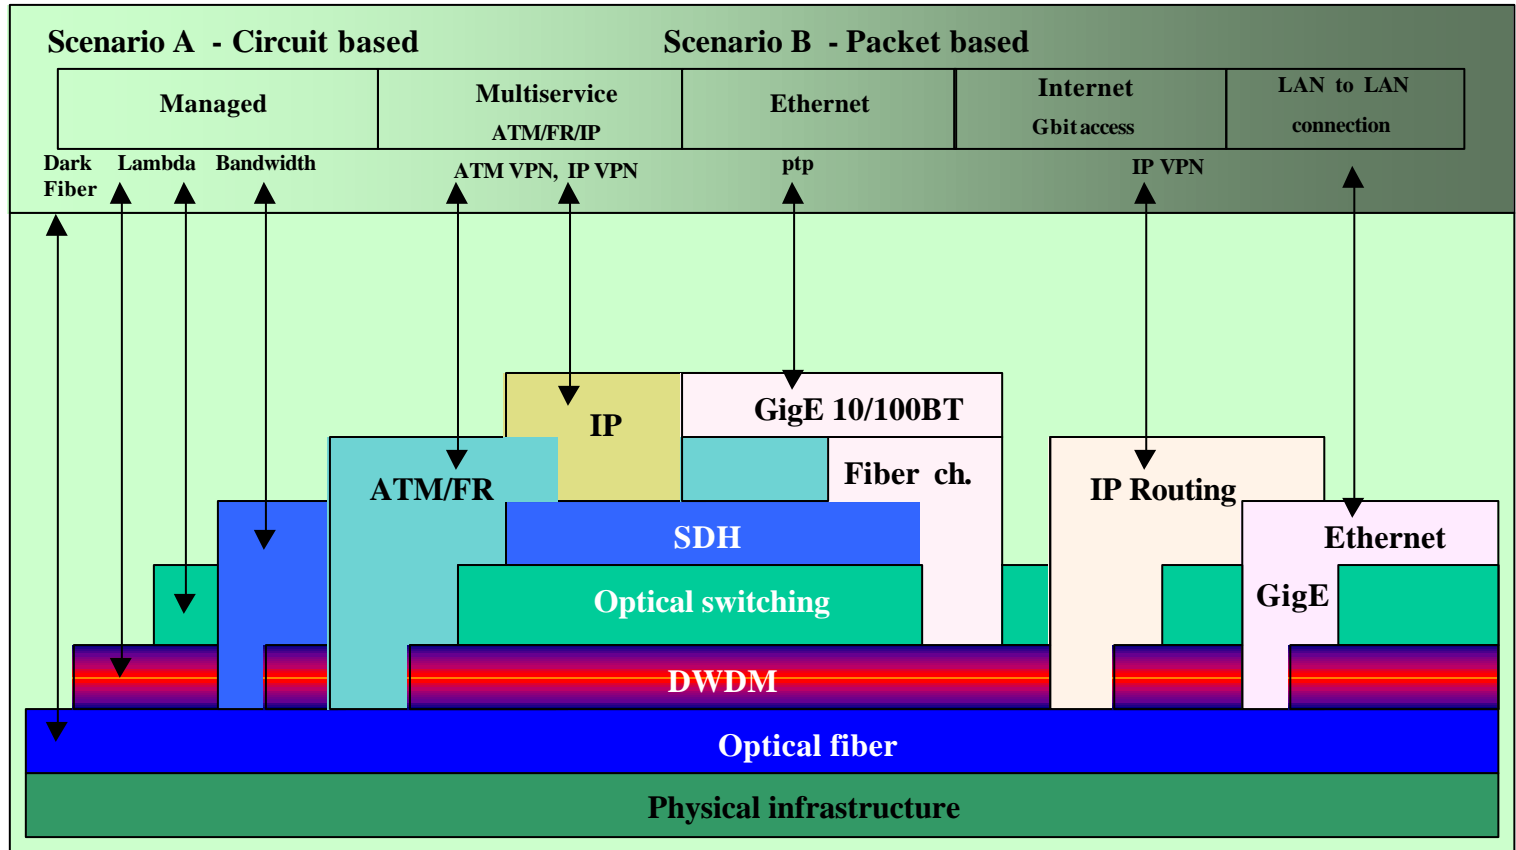 Scenario A - Circuit based
Scenario B - Packet based
Managed
Multiservice
ATM/FR/IP
Ethernet
Internet
Gbit access
LAN to LAN
connection
Dark
Fiber
Lambda
Bandwidth
ATM VPN, IP VPN
ptp
IP VPN
IP
GigE 10/100BT
ATM/FR
Fiber ch.
IP Routing
SDH
Ethernet
Optical switching
GigE
DWDM
Optical fiber
Physical infrastructure